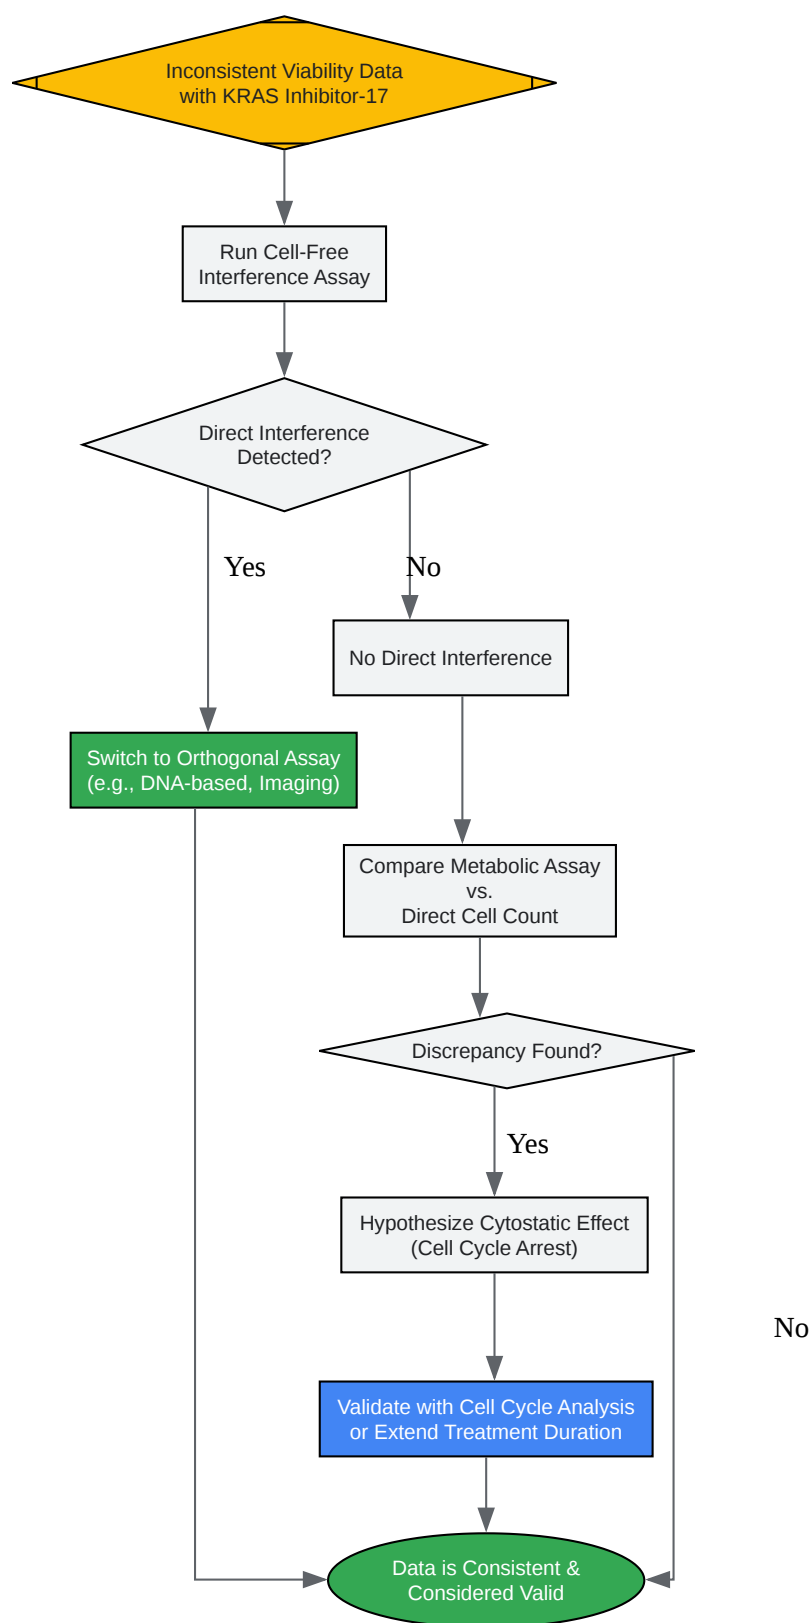 Inconsistent Viability Data
with KRAS Inhibitor-17
Run Cell-Free
Interference Assay
Direct Interference
Detected?
Yes
No
No Direct Interference
Switch to Orthogonal Assay
(e.g., DNA-based, Imaging)
Compare Metabolic Assay
vs.
Direct Cell Count
Discrepancy Found?
Yes
Hypothesize Cytostatic Effect
(Cell Cycle Arrest)
No
Validate with Cell Cycle Analysis
or Extend Treatment Duration
Data is Consistent &
Considered Valid